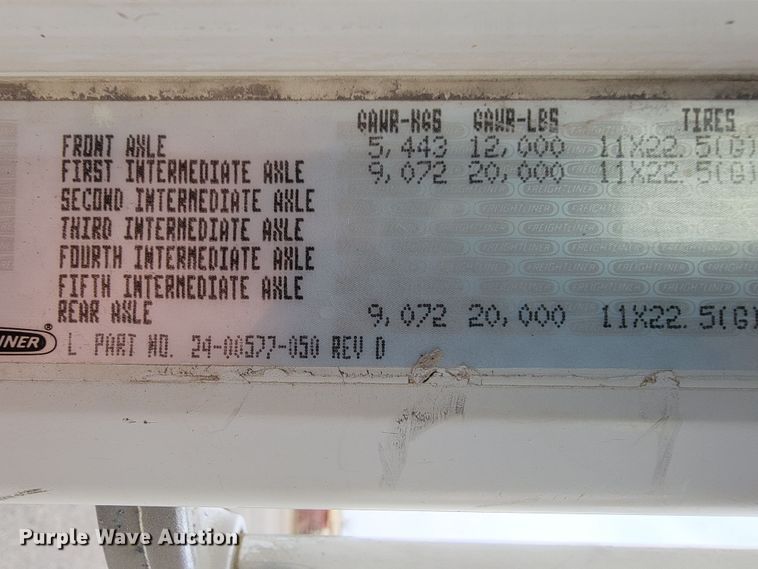 GAWR-KGS GAWR-LBS TIRES
FRONT AXLE 5,443 12,000 11X22.5(G)
FIRST INTERMEDIATE AXLE 9,072 20,000 11X22.5(G)
SECOND INTERMEDIATE AXLE
THIRD INTERMEDIATE AXLE
FOURTH INTERMEDIATE AXLE
FIFTH INTERMEDIATE AXLE
REAR AXLE 9,072 20,000 11X22.5(G)
LINER®
L- PART NO. 24-00577-050 REV D
Purple Wave Auction